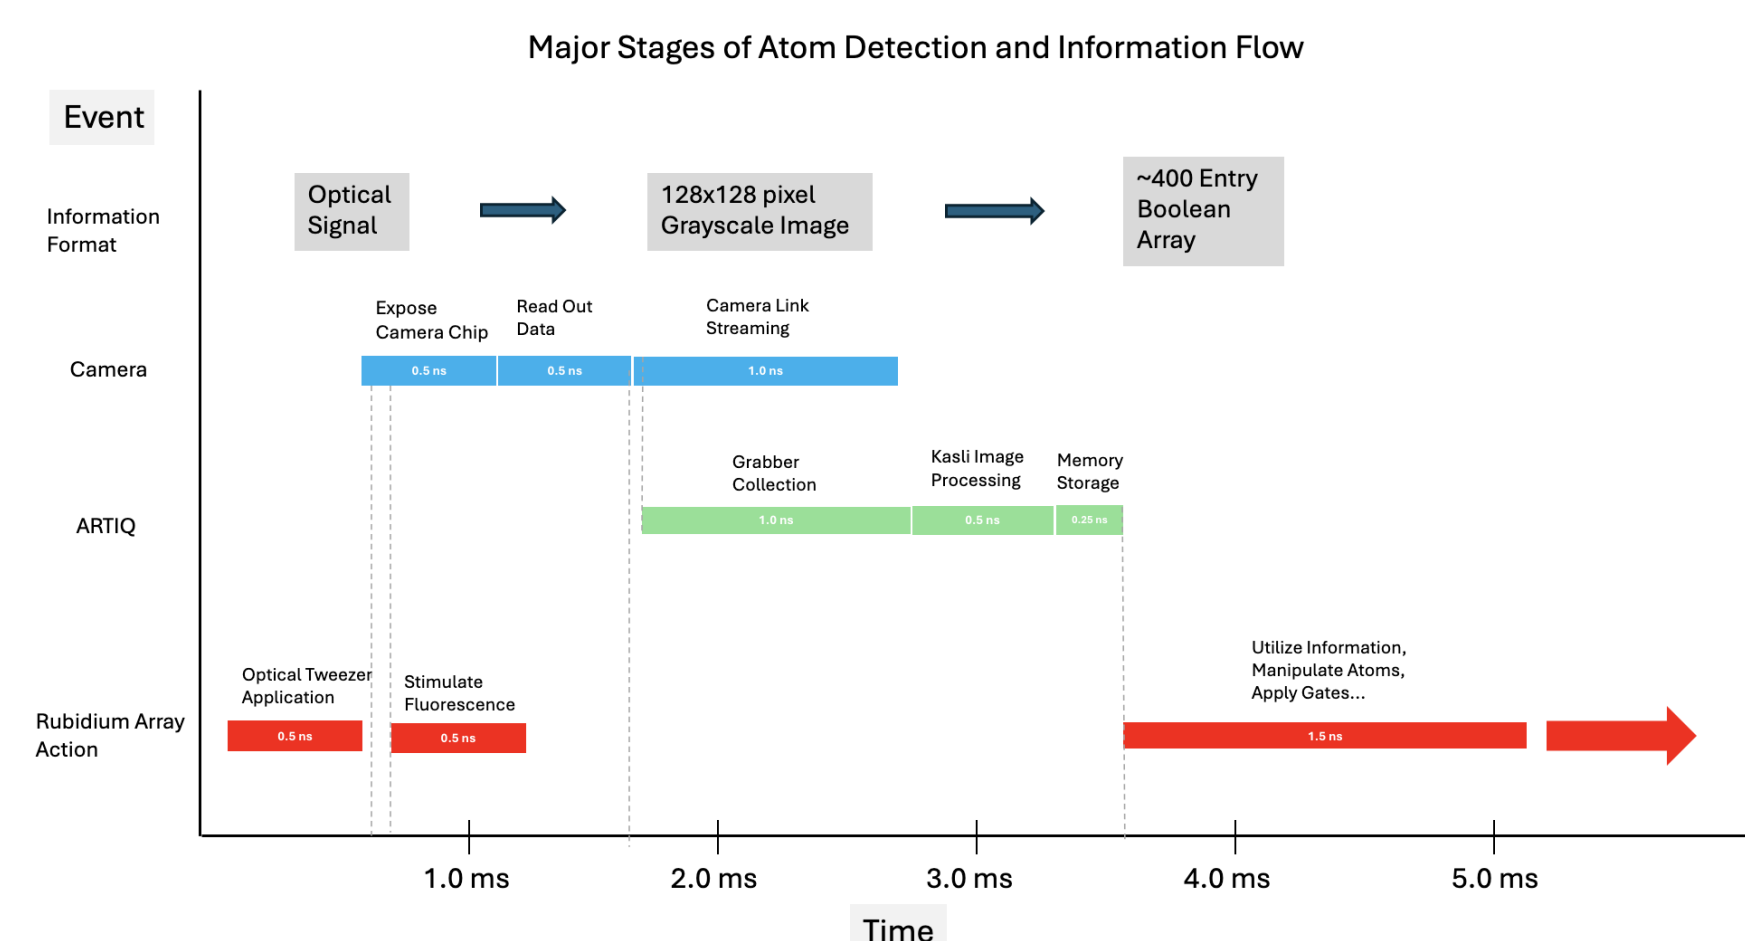 Major Stages of Atom Detection and Information Flow
Event
Information
Format
Optical
Signal
128x128 pixel
Grayscale Image
~400 Entry
Boolean
Array
Camera
Expose
Camera Chip
Read Out
Data
Camera Link
Streaming
0.5 ns
0.5 ns
1.0 ns
ARTIQ
Grabber
Collection
Kasli Image
Processing
Memory
Storage
1.0 ns
0.5 ns
0.25 ns
Rubidium Array
Action
Optical Tweezer
Application
Stimulate
Fluorescence
Utilize Information,
Manipulate Atoms,
Apply Gates...
0.5 ns
0.5 ns
1.5 ns
1.0 ms
2.0 ms
3.0 ms
4.0 ms
5.0 ms
Time